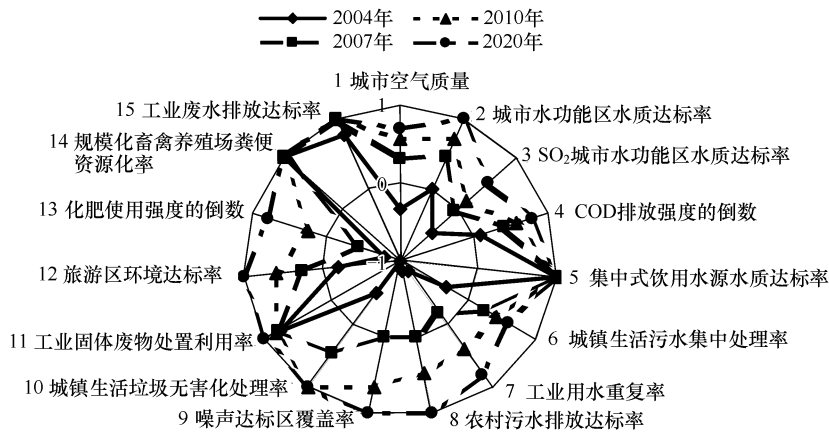 2004年
2010年
2007年
2020年
1 城市空气质量
1
15 工业废水排放达标率
2 城市水功能区水质达标率
14 规模化畜禽养殖场粪便
资源化率
3 SO₂城市水功能区水质达标率
0
13 化肥使用强度的倒数
4 COD排放强度的倒数
-1
12 旅游区环境达标率
5 集中式饮用水源水质达标率
11 工业固体废物处置利用率
6 城镇生活污水集中处理率
10 城镇生活垃圾无害化处理率
7 工业用水重复率
9 噪声达标区覆盖率
8 农村污水排放达标率